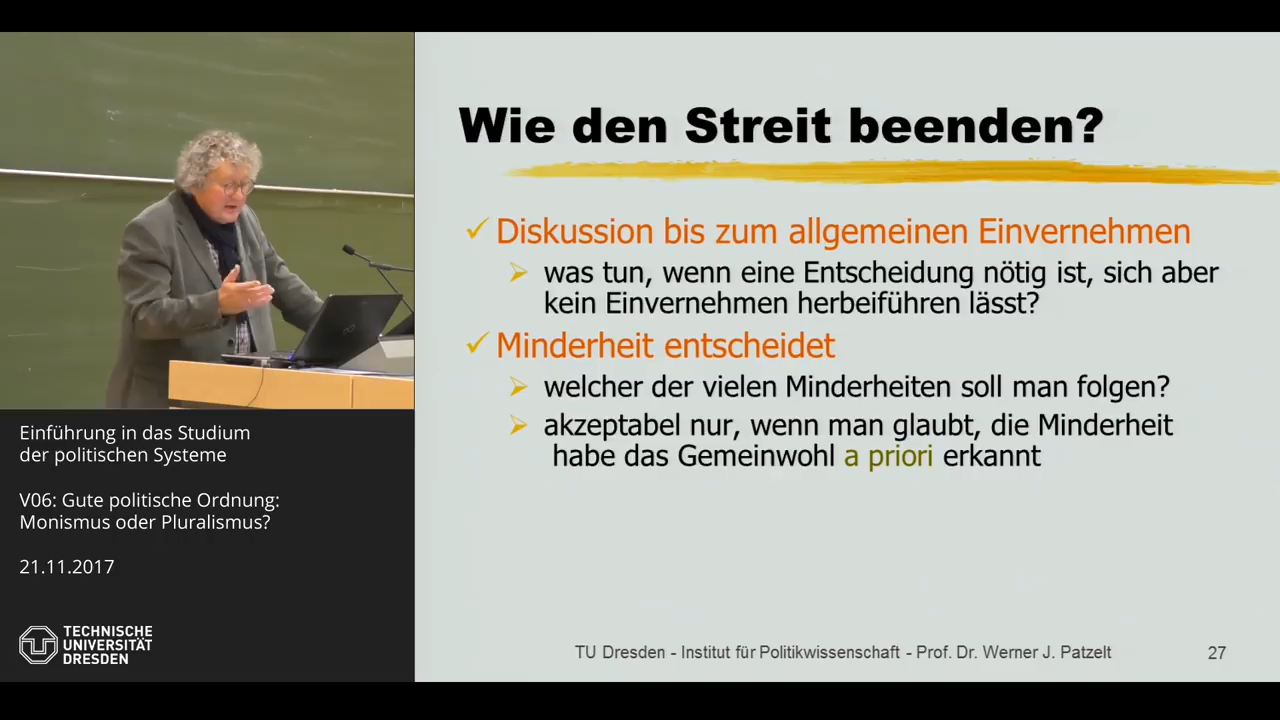 Wie den Streit beenden?
Diskussion bis zum allgemeinen Einvernehmen
was tun, wenn eine Entscheidung nötig ist, sich aber
kein Einvernehmen herbeiführen lässt?
Minderheit entscheidet
welcher der vielen Minderheiten soll man folgen?
akzeptabel nur, wenn man glaubt, die Minderheit
habe das Gemeinwohl a priori erkannt
TU Dresden - Institut für Politikwissenschaft - Prof. Dr. Werner J. Patzelt
27
Einführung in das Studium
der politischen Systeme
V06: Gute politische Ordnung:
Monismus oder Pluralismus?
21.11.2017
TECHNISCHE
UNIVERSITÄT
DRESDEN